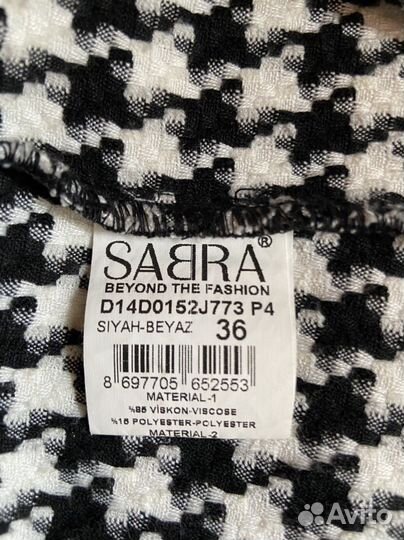 SABRA®
BEYOND THE FASHION
D14D0152J773 P4
SIYAH-BEYAZ 36
8 697705 652553
MATERIAL-1
%85 VİSKON-VISCOSE
%15 POLYESTER-POLYESTER
MATERIAL-2
Avito